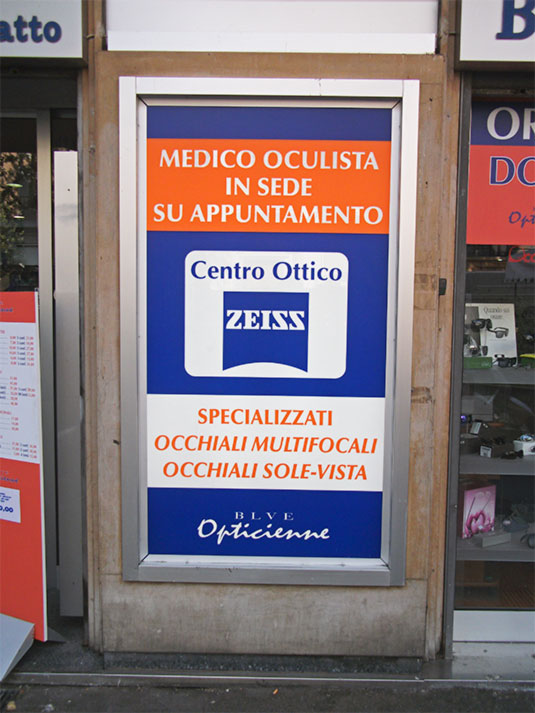 atto
B
MEDICO OCULISTA
IN SEDE
SU APPUNTAMENTO
Centro Ottico
ZEISS
SPECIALIZZATI
OCCHIALI MULTIFOCALI
OCCHIALI SOLE-VISTA
BLVE
Opticienne
OR
DO
Opti